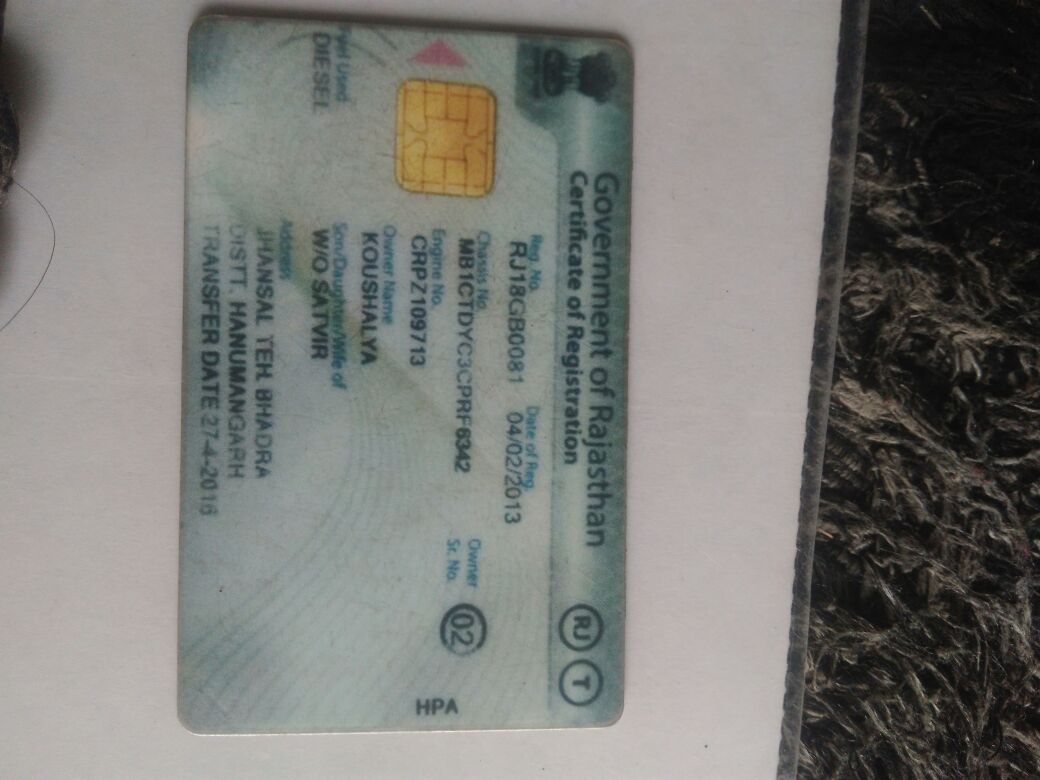 Government of Rajasthan
Certificate of Registration
RJ T
Reg. No. Date of Reg.
RJ18GB0081 04/02/2013
Chassis No. Owner Sr. No.
MB1CTDYC3CPRF6342 02
Engine No.
CRPZ109713
Owner Name
KOUSHALYA
Son/Daughter/Wife of
W/O SATVIR
Fuel Used
DIESEL
Address
JHANSAL TEH. BHADRA
DISTT. HANUMANGARH
TRANSFER DATE 27-4-2016
HPA